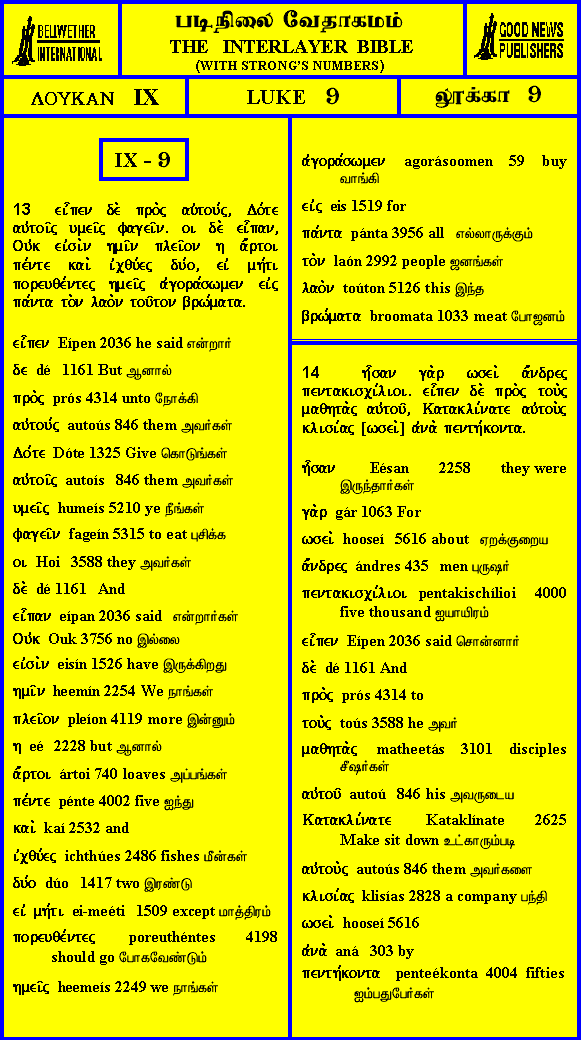 BELLWETHER
INTERNATIONAL
படிநிலை வேதாகமம்
THE INTERLAYER BIBLE
(WITH STRONG'S NUMBERS)
GOOD NEWS
PUBLISHERS
ΛΟΥΚΑΝ IX
LUKE 9
லூக்கா 9
IX - 9
13 εἶπεν δὲ πρὸς αὐτούς, Δότε
αὐτοῖς υμεῖς φαγεῖν. οι δὲ εἶπαν,
Οὐκ εἰσὶν ημῖν πλεῖον η ἄρτοι
πέντε καὶ ἰχθύες δύο, εἰ μήτι
πορευθέντες ημεῖς ἀγοράσωμεν εἰς
πάντα τὸν λαὸν τοῦτον βρώματα.
εἶπεν Eípen 2036 he said என்றார்
δε dé 1161 But ஆனால்
πρὸς prós 4314 unto நோக்கி
αὐτούς autoús 846 them அவர்கள்
Δότε Dóte 1325 Give கொடுங்கள்
αὐτοῖς autoís 846 them அவர்கள்
υμεῖς humeís 5210 ye நீங்கள்
φαγεῖν fageín 5315 to eat புசிக்க
οι Hoi 3588 they அவர்கள்
δὲ dé 1161 And
εἶπαν eípan 2036 said என்றார்கள்
Οὐκ Ouk 3756 no இல்லை
εἰσὶν eisín 1526 have இருக்கிறது
ημῖν heemín 2254 We நாங்கள்
πλεῖον pleíon 4119 more இன்னும்
η eé 2228 but ஆனால்
ἄρτοι ártoi 740 loaves அப்பங்கள்
πέντε pénte 4002 five ஐந்து
καὶ kaí 2532 and
ἰχθύες ichthúes 2486 fishes மீன்கள்
δύο dúo 1417 two இரண்டு
εἰ μήτι ei-meéti 1509 except மாத்திரம்
πορευθέντες poreuthéntes 4198
should go போகவேண்டும்
ημεῖς heemeís 2249 we நாங்கள்
ἀγοράσωμεν agorásoomen 59 buy
வாங்கி
εἰς eis 1519 for
πάντα pánta 3956 all எல்லாருக்கும்
τὸν laón 2992 people ஜனங்கள்
λαὸν toúton 5126 this இந்த
βρώματα broomata 1033 meat போஜனம்
14 ἦσαν γὰρ ωσεὶ ἄνδρες
πεντακισχίλιοι. εἶπεν δὲ πρὸς τοὺς
μαθητὰς αὐτοῦ, Κατακλίνατε αὐτοὺς
κλισίας [ωσεὶ] ἀνὰ πεντήκοντα.
ἦσαν Eésan 2258 they were
இருந்தார்கள்
γὰρ gár 1063 For
ωσεὶ hooseí 5616 about ஏறக்குறைய
ἄνδρες ándres 435 men புருஷர்
πεντακισχίλιοι pentakischílioi 4000
five thousand ஐயாயிரம்
εἶπεν Eípen 2036 said சொன்னார்
δὲ dé 1161 And
πρὸς prós 4314 to
τοὺς toús 3588 he அவர்
μαθητὰς matheetás 3101 disciples
சீஷர்கள்
αὐτοῦ autoú 846 his அவருடைய
Κατακλίνατε Kataklínate 2625
Make sit down உட்காரும்படி
αὐτοὺς autoús 846 them அவர்களை
κλισίας klisías 2828 a company பந்தி
ωσεὶ hooseí 5616
ἀνὰ aná 303 by
πεντήκοντα penteékonta 4004 fifties
ஐம்பதுபேர்கள்